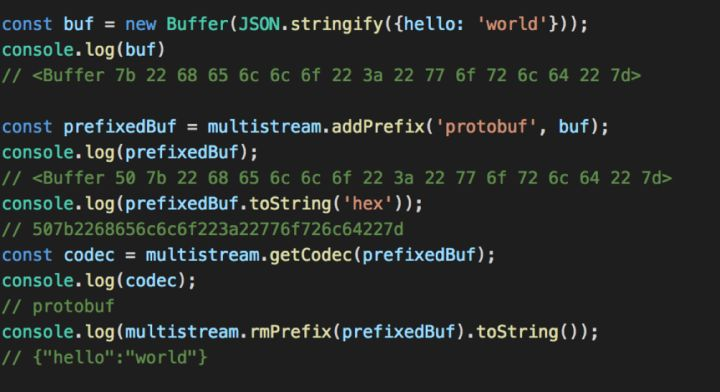 const buf = new Buffer(JSON.stringify({hello: 'world'}));
console.log(buf)
// <Buffer 7b 22 68 65 6c 6c 6f 22 3a 22 77 6f 72 6c 64 22 7d>
const prefixedBuf = multistream.addPrefix('protobuf', buf);
console.log(prefixedBuf);
// <Buffer 50 7b 22 68 65 6c 6c 6f 22 3a 22 77 6f 72 6c 64 22 7d>
console.log(prefixedBuf.toString('hex'));
// 507b2268656c6c6f223a22776f726c64227d
const codec = multistream.getCodec(prefixedBuf);
console.log(codec);
// protobuf
console.log(multistream.rmPrefix(prefixedBuf).toString());
// {"hello":"world"}